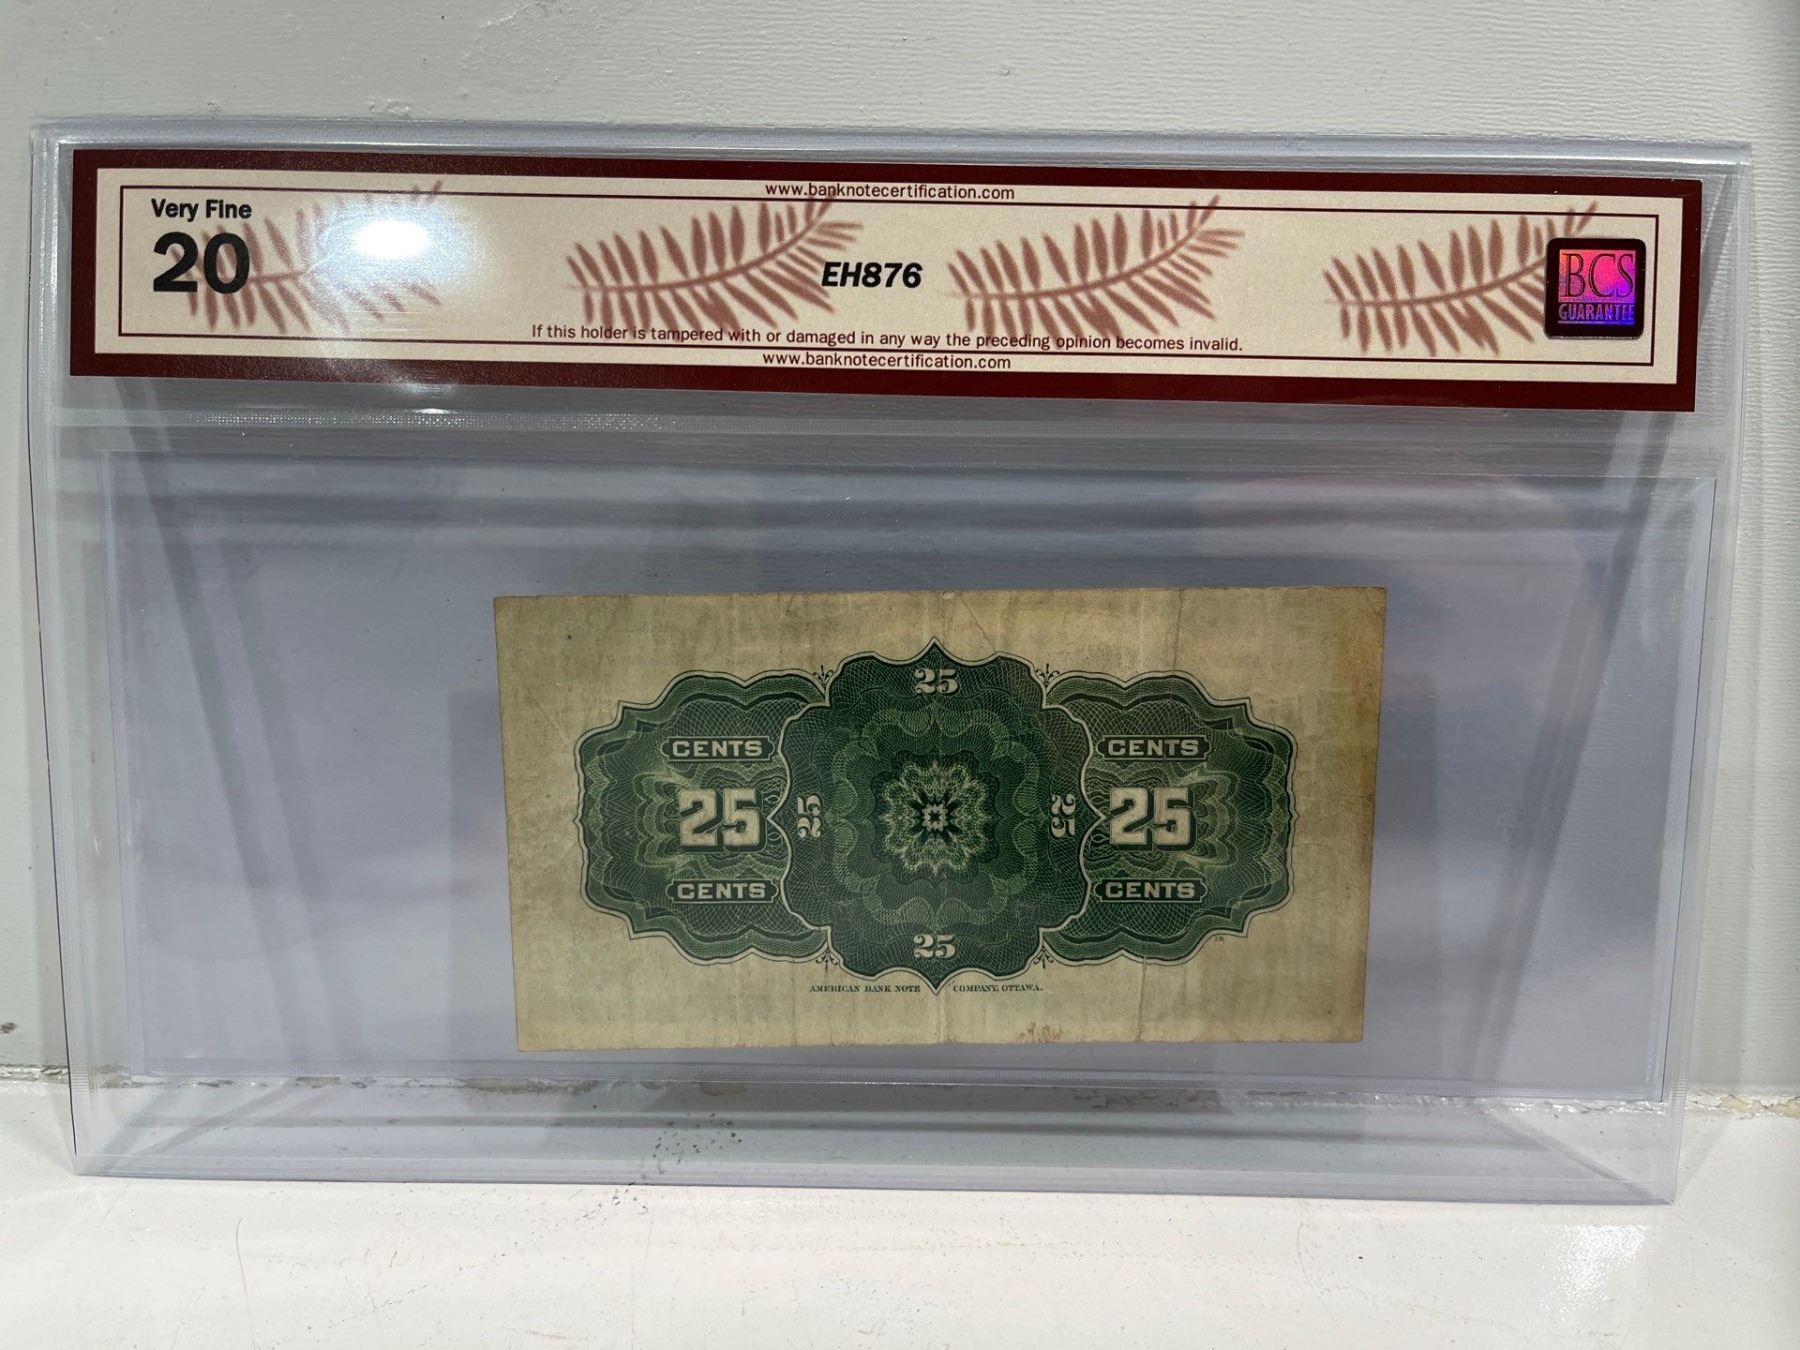 www.banknotecertification.com
Very Fine
20
EH876
BCS
GUARANTEE
If this holder is tampered with or damaged in any way the preceding opinion becomes invalid.
www.banknotecertification.com
25
CENTS
CENTS
25
25
25
25
CENTS
CENTS
25
AMERICAN BANK NOTE COMPANY, OTTAWA.